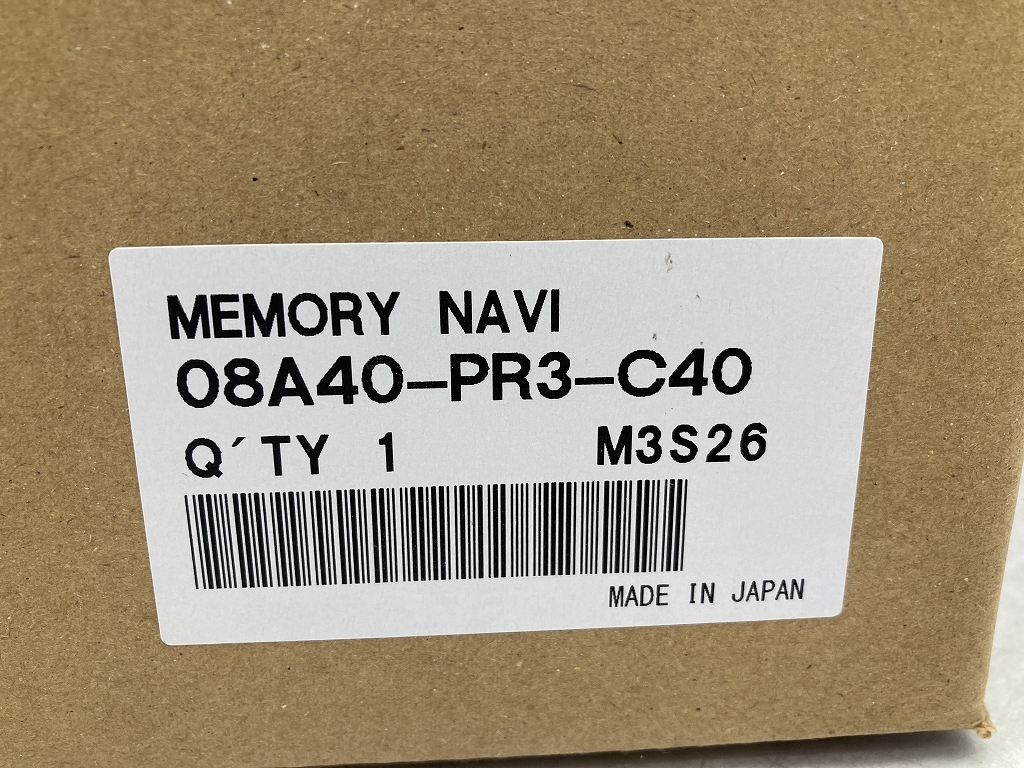 MEMORY NAVI
08A40-PR3-C40
Q´TY 1 M3S26
MADE IN JAPAN